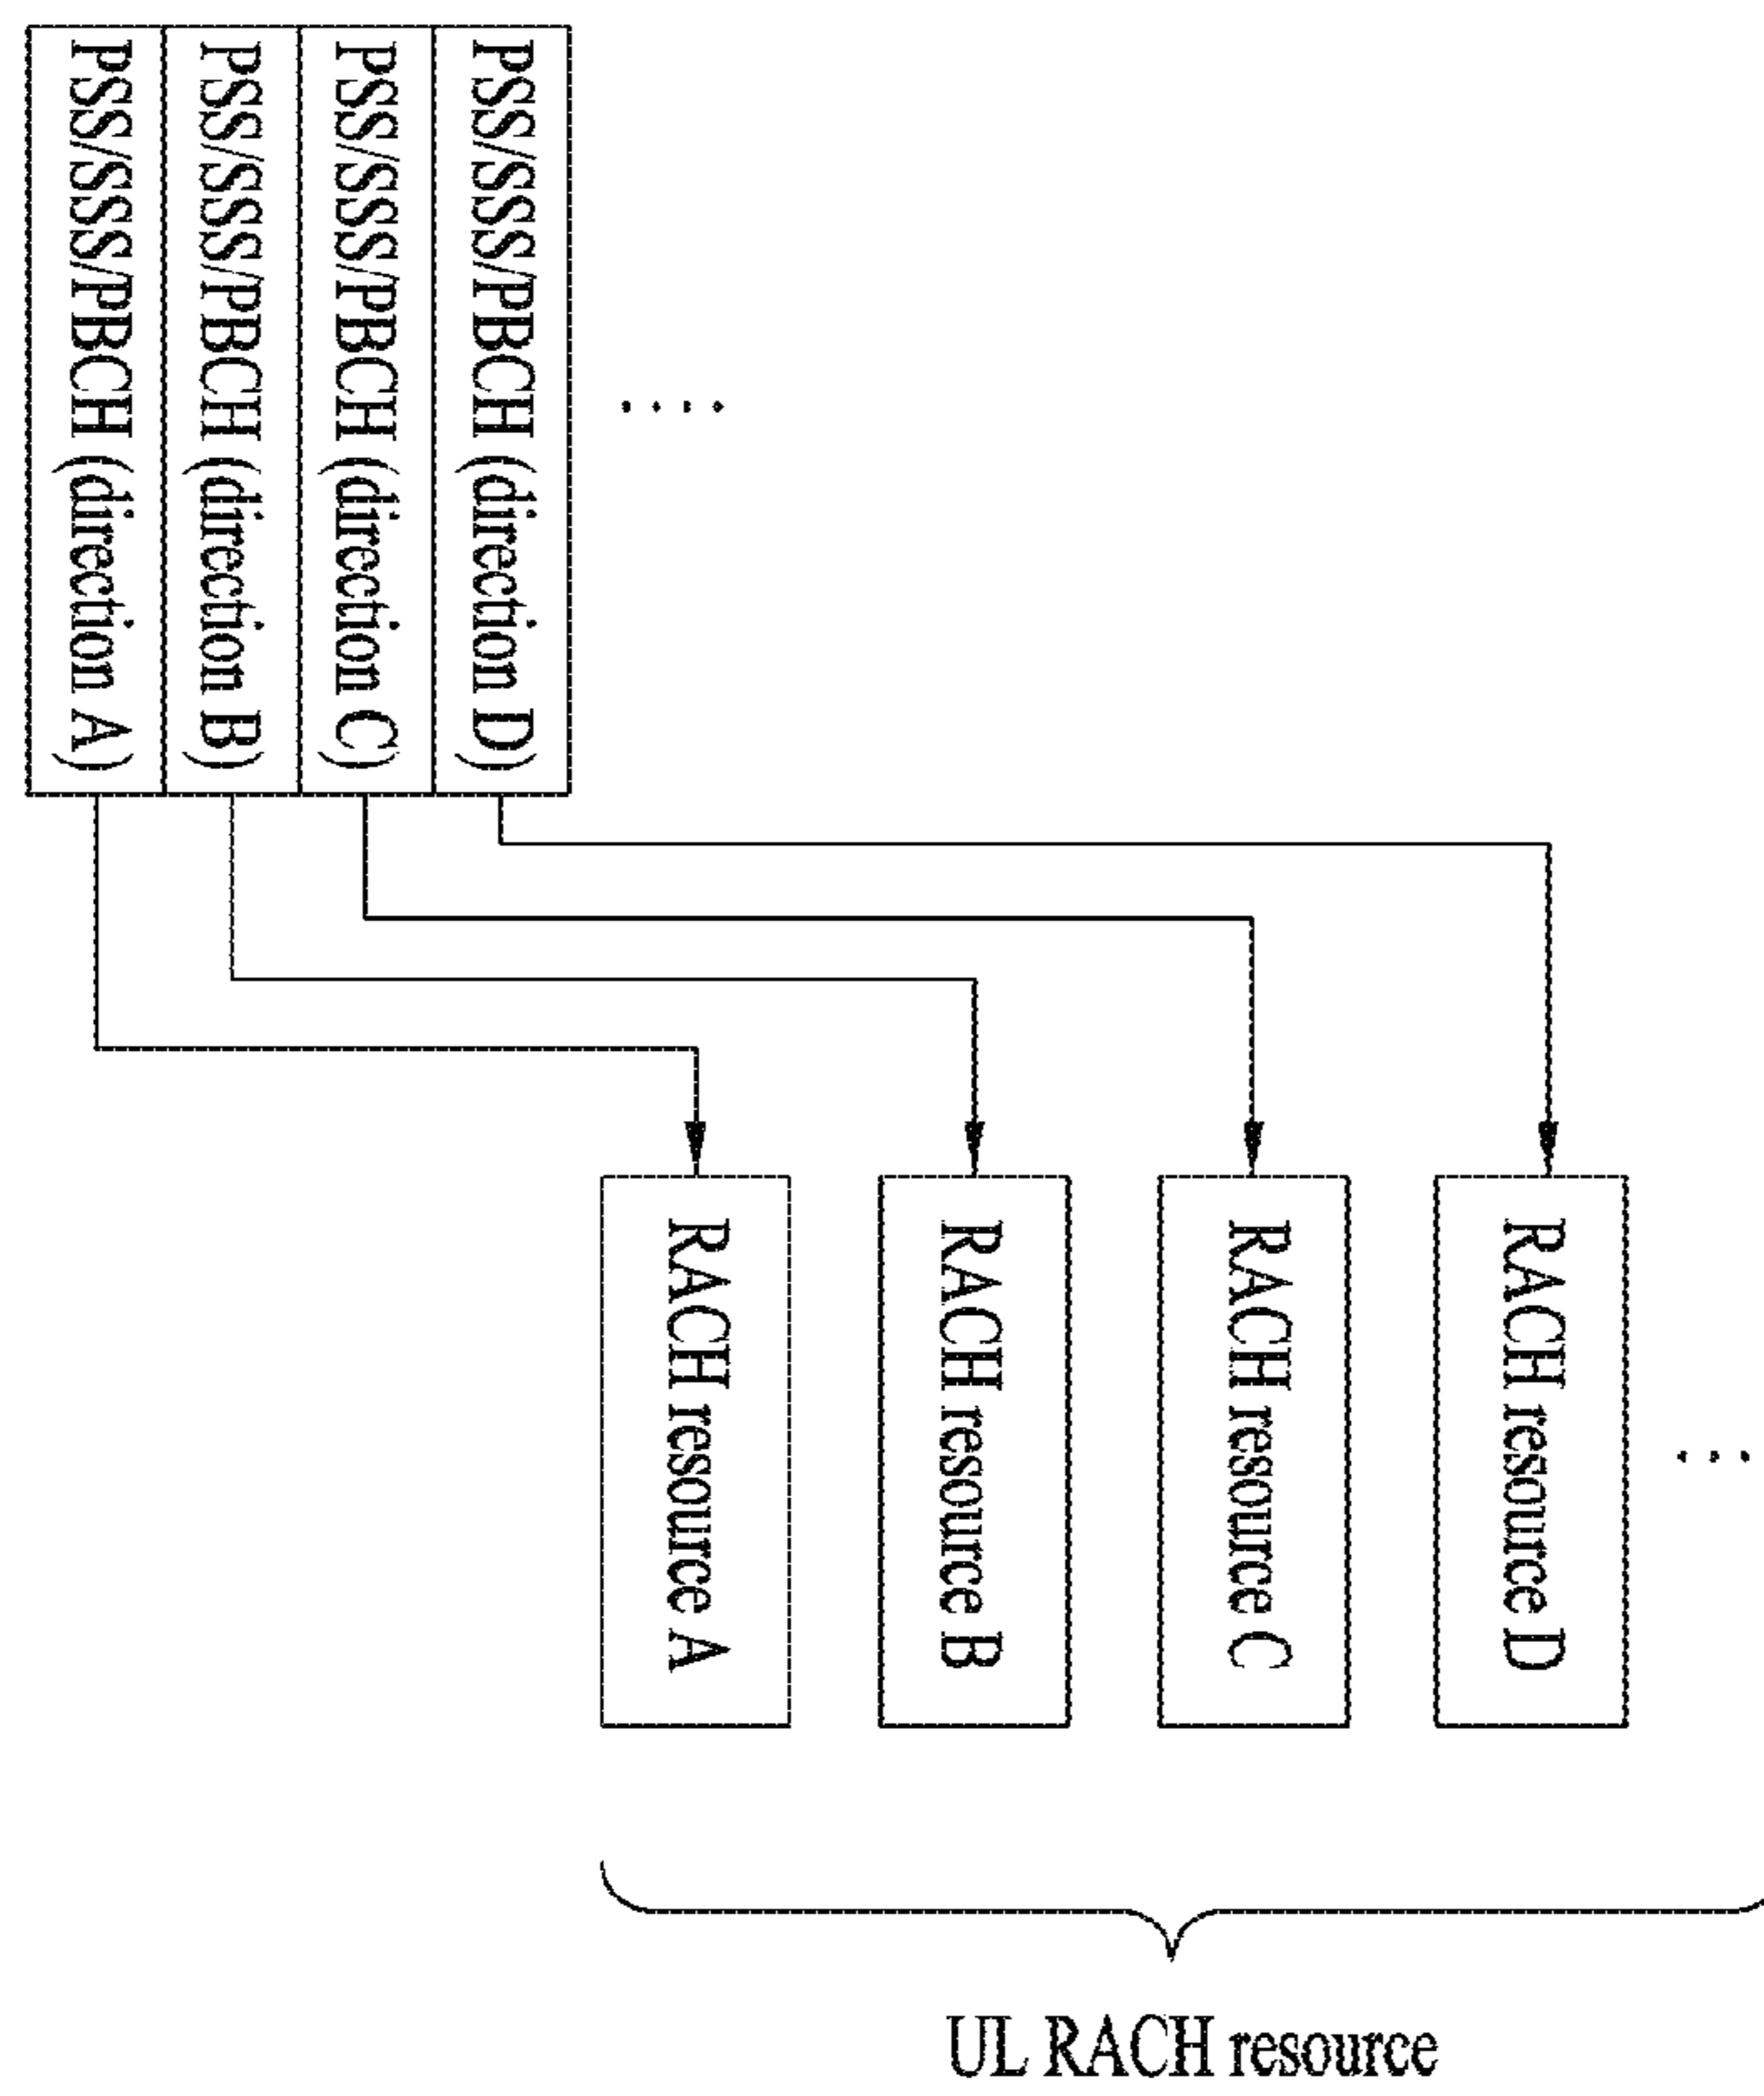 PSS/SSS/PBCH (direction A)
PSS/SSS/PBCH (direction B)
PSS/SSS/PBCH (direction C)
PSS/SSS/PBCH (direction D)
....
RACH resource A
RACH resource B
RACH resource C
RACH resource D
...
UL RACH resource